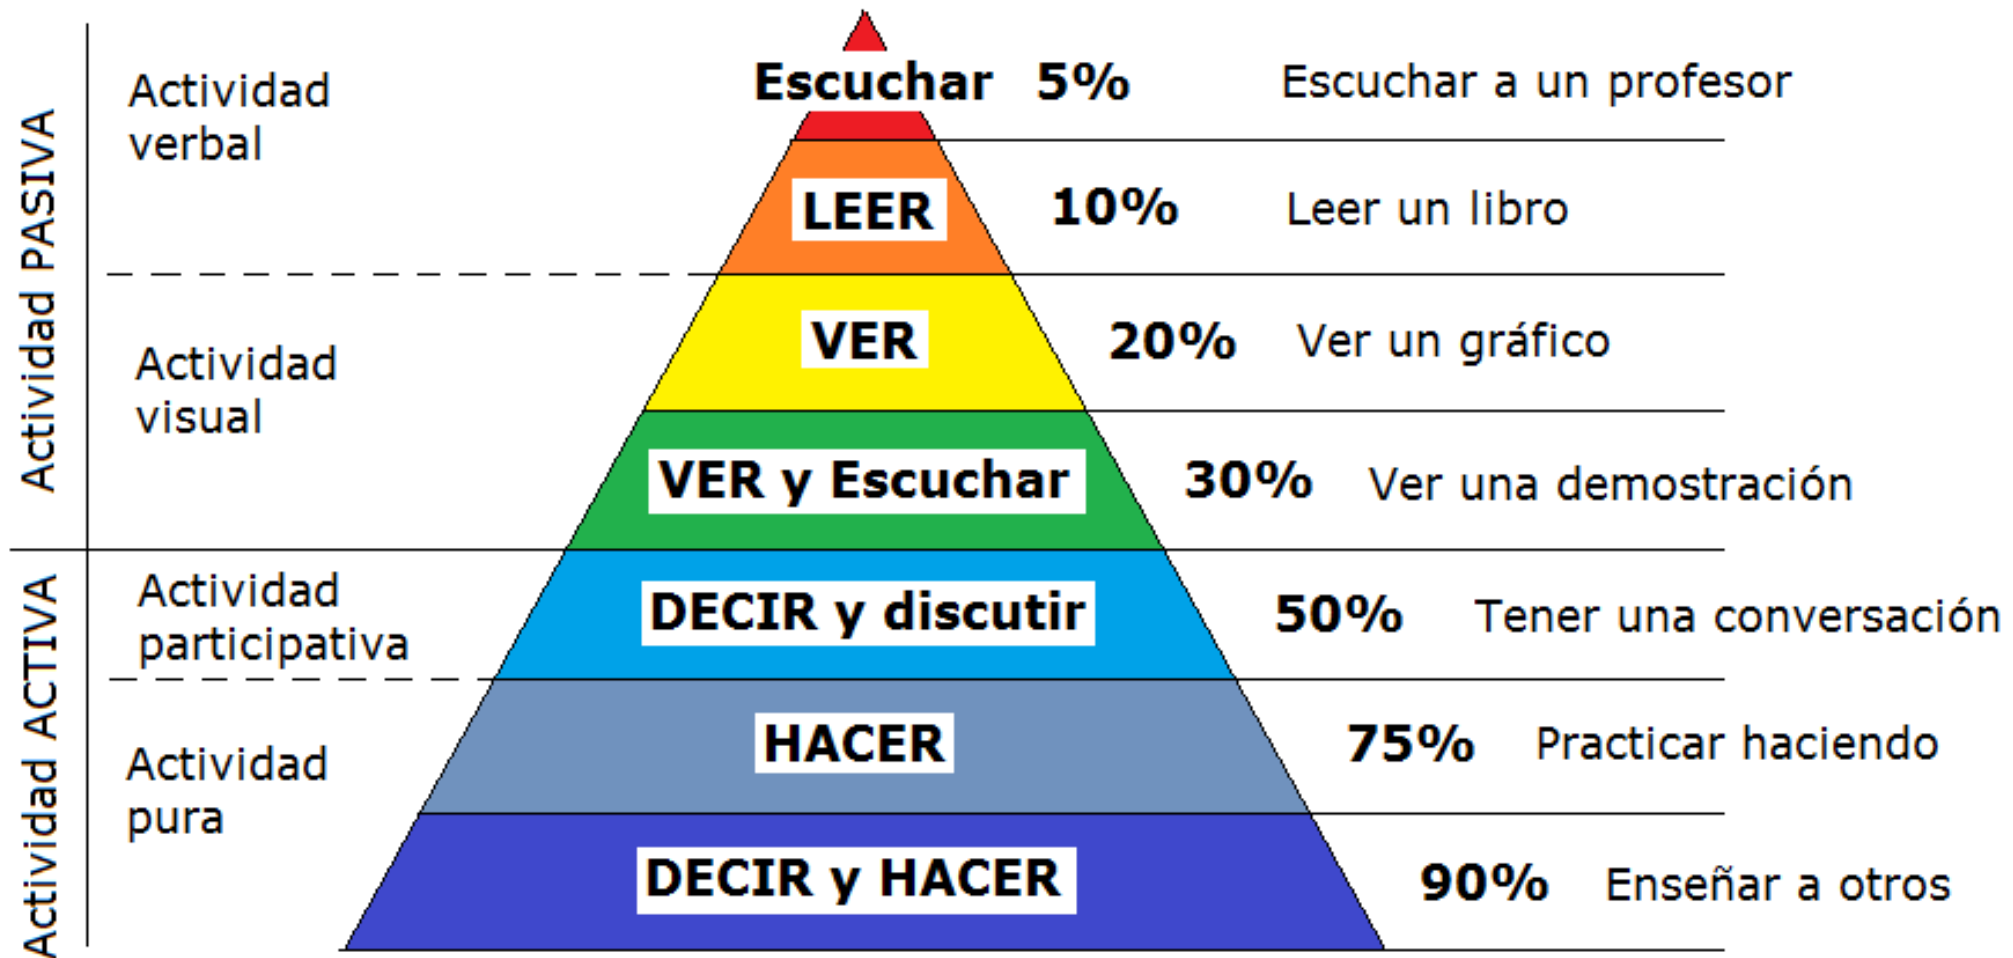 Actividad PASIVA
Actividad
verbal
Escuchar 5% Escuchar a un profesor
LEER 10% Leer un libro
Actividad
visual
VER 20% Ver un gráfico
VER y Escuchar 30% Ver una demostración
Actividad ACTIVA
Actividad
participativa
DECIR y discutir 50% Tener una conversación
Actividad
pura
HACER 75% Practicar haciendo
DECIR y HACER 90% Enseñar a otros